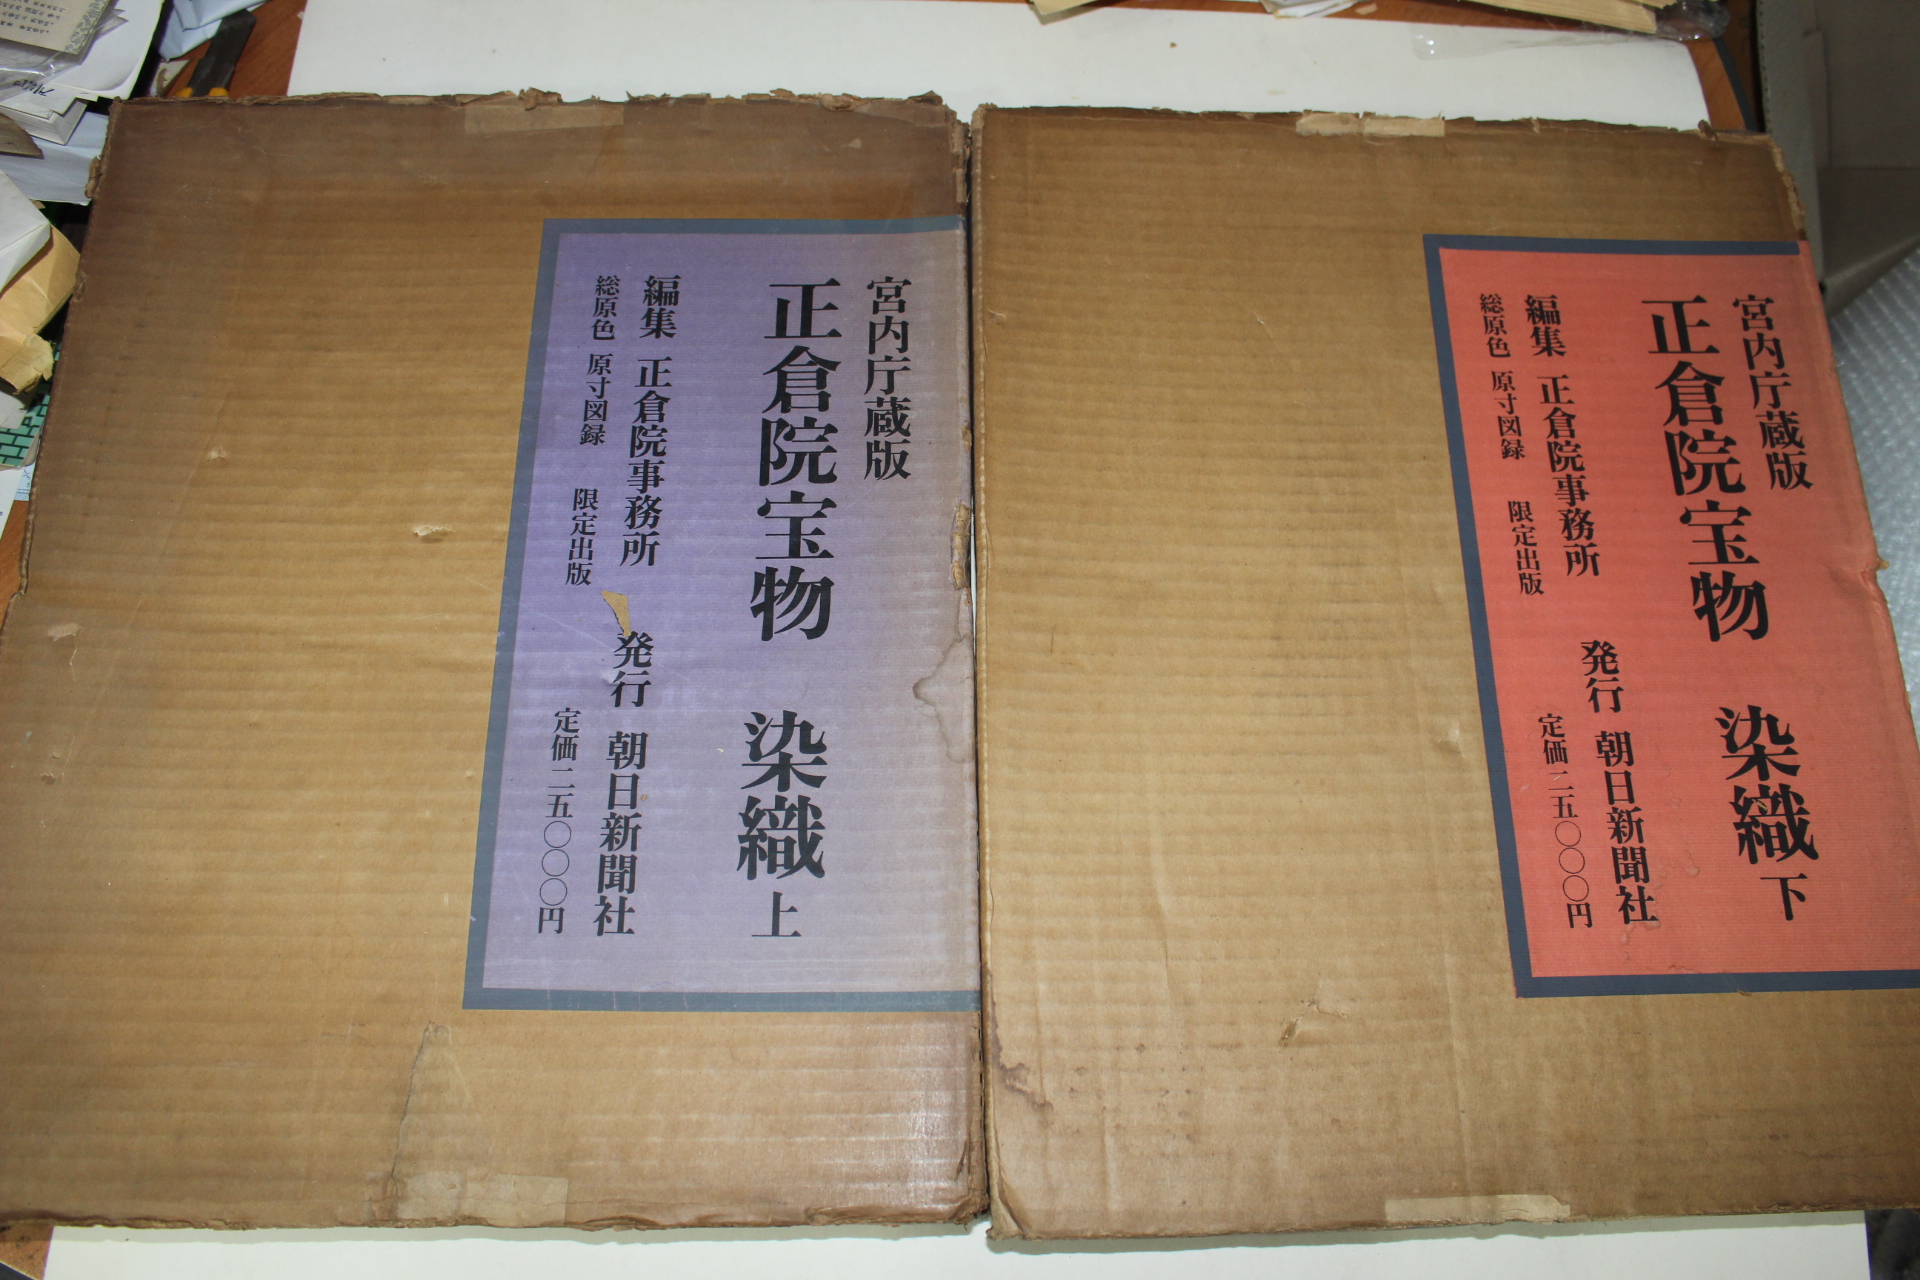 宮内庁蔵版
正倉院宝物 染織 上
編集 正倉院事務所 発行 朝日新聞社
総原色 原寸図録 限定出版 定価 二五〇〇〇円
宮内庁蔵版
正倉院宝物 染織 下
編集 正倉院事務所 発行 朝日新聞社
総原色 原寸図録 限定出版 定価 二五〇〇〇円